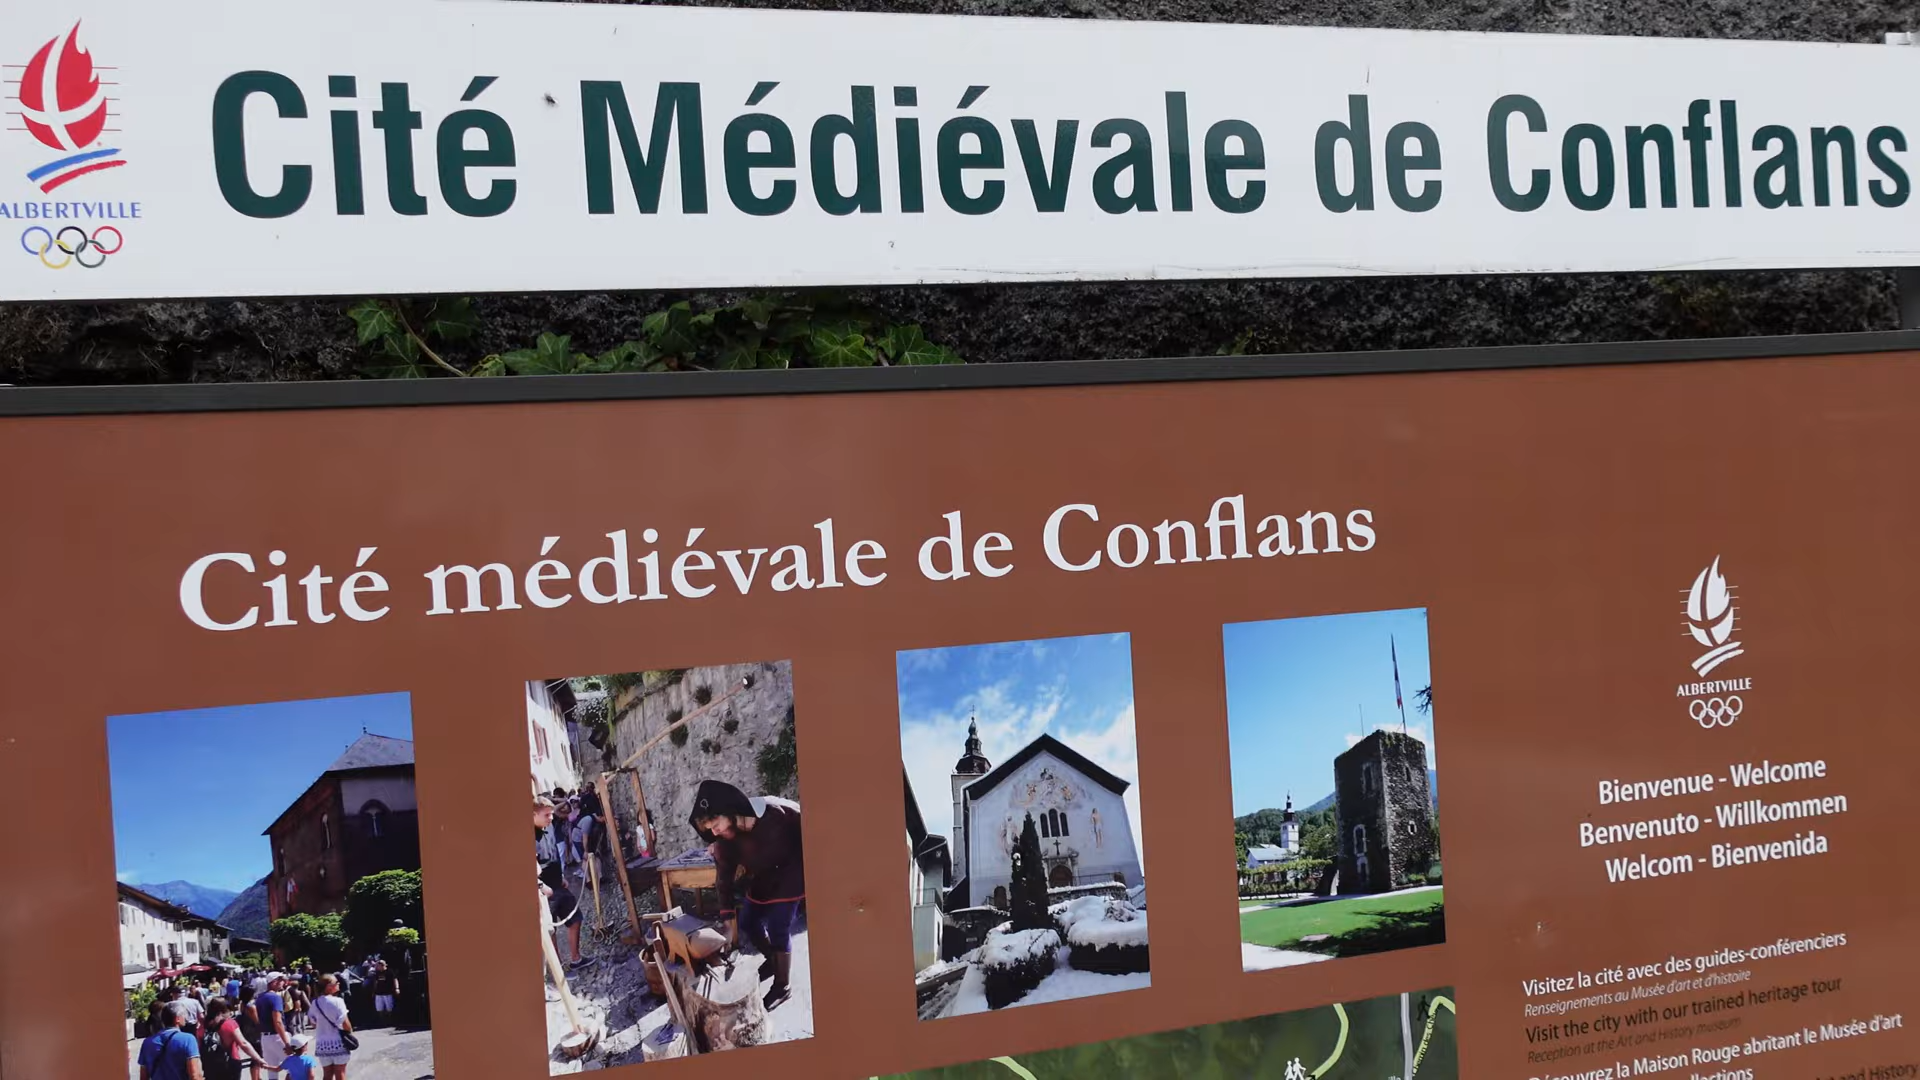 Cité Médiévale de Conflans
ALBERTVILLE
Cité médiévale de Conflans
ALBERTVILLE
Bienvenue - Welcome
Benvenuto - Willkommen
Welcom - Bienvenida
Visitez la cité avec des guides-conférenciers
Renseignements au Musée d'art et d'histoire
Visit the city with our trained heritage tour
Reception at the Art and History museum
la Maison Rouge abritant le Musée d'art
and History